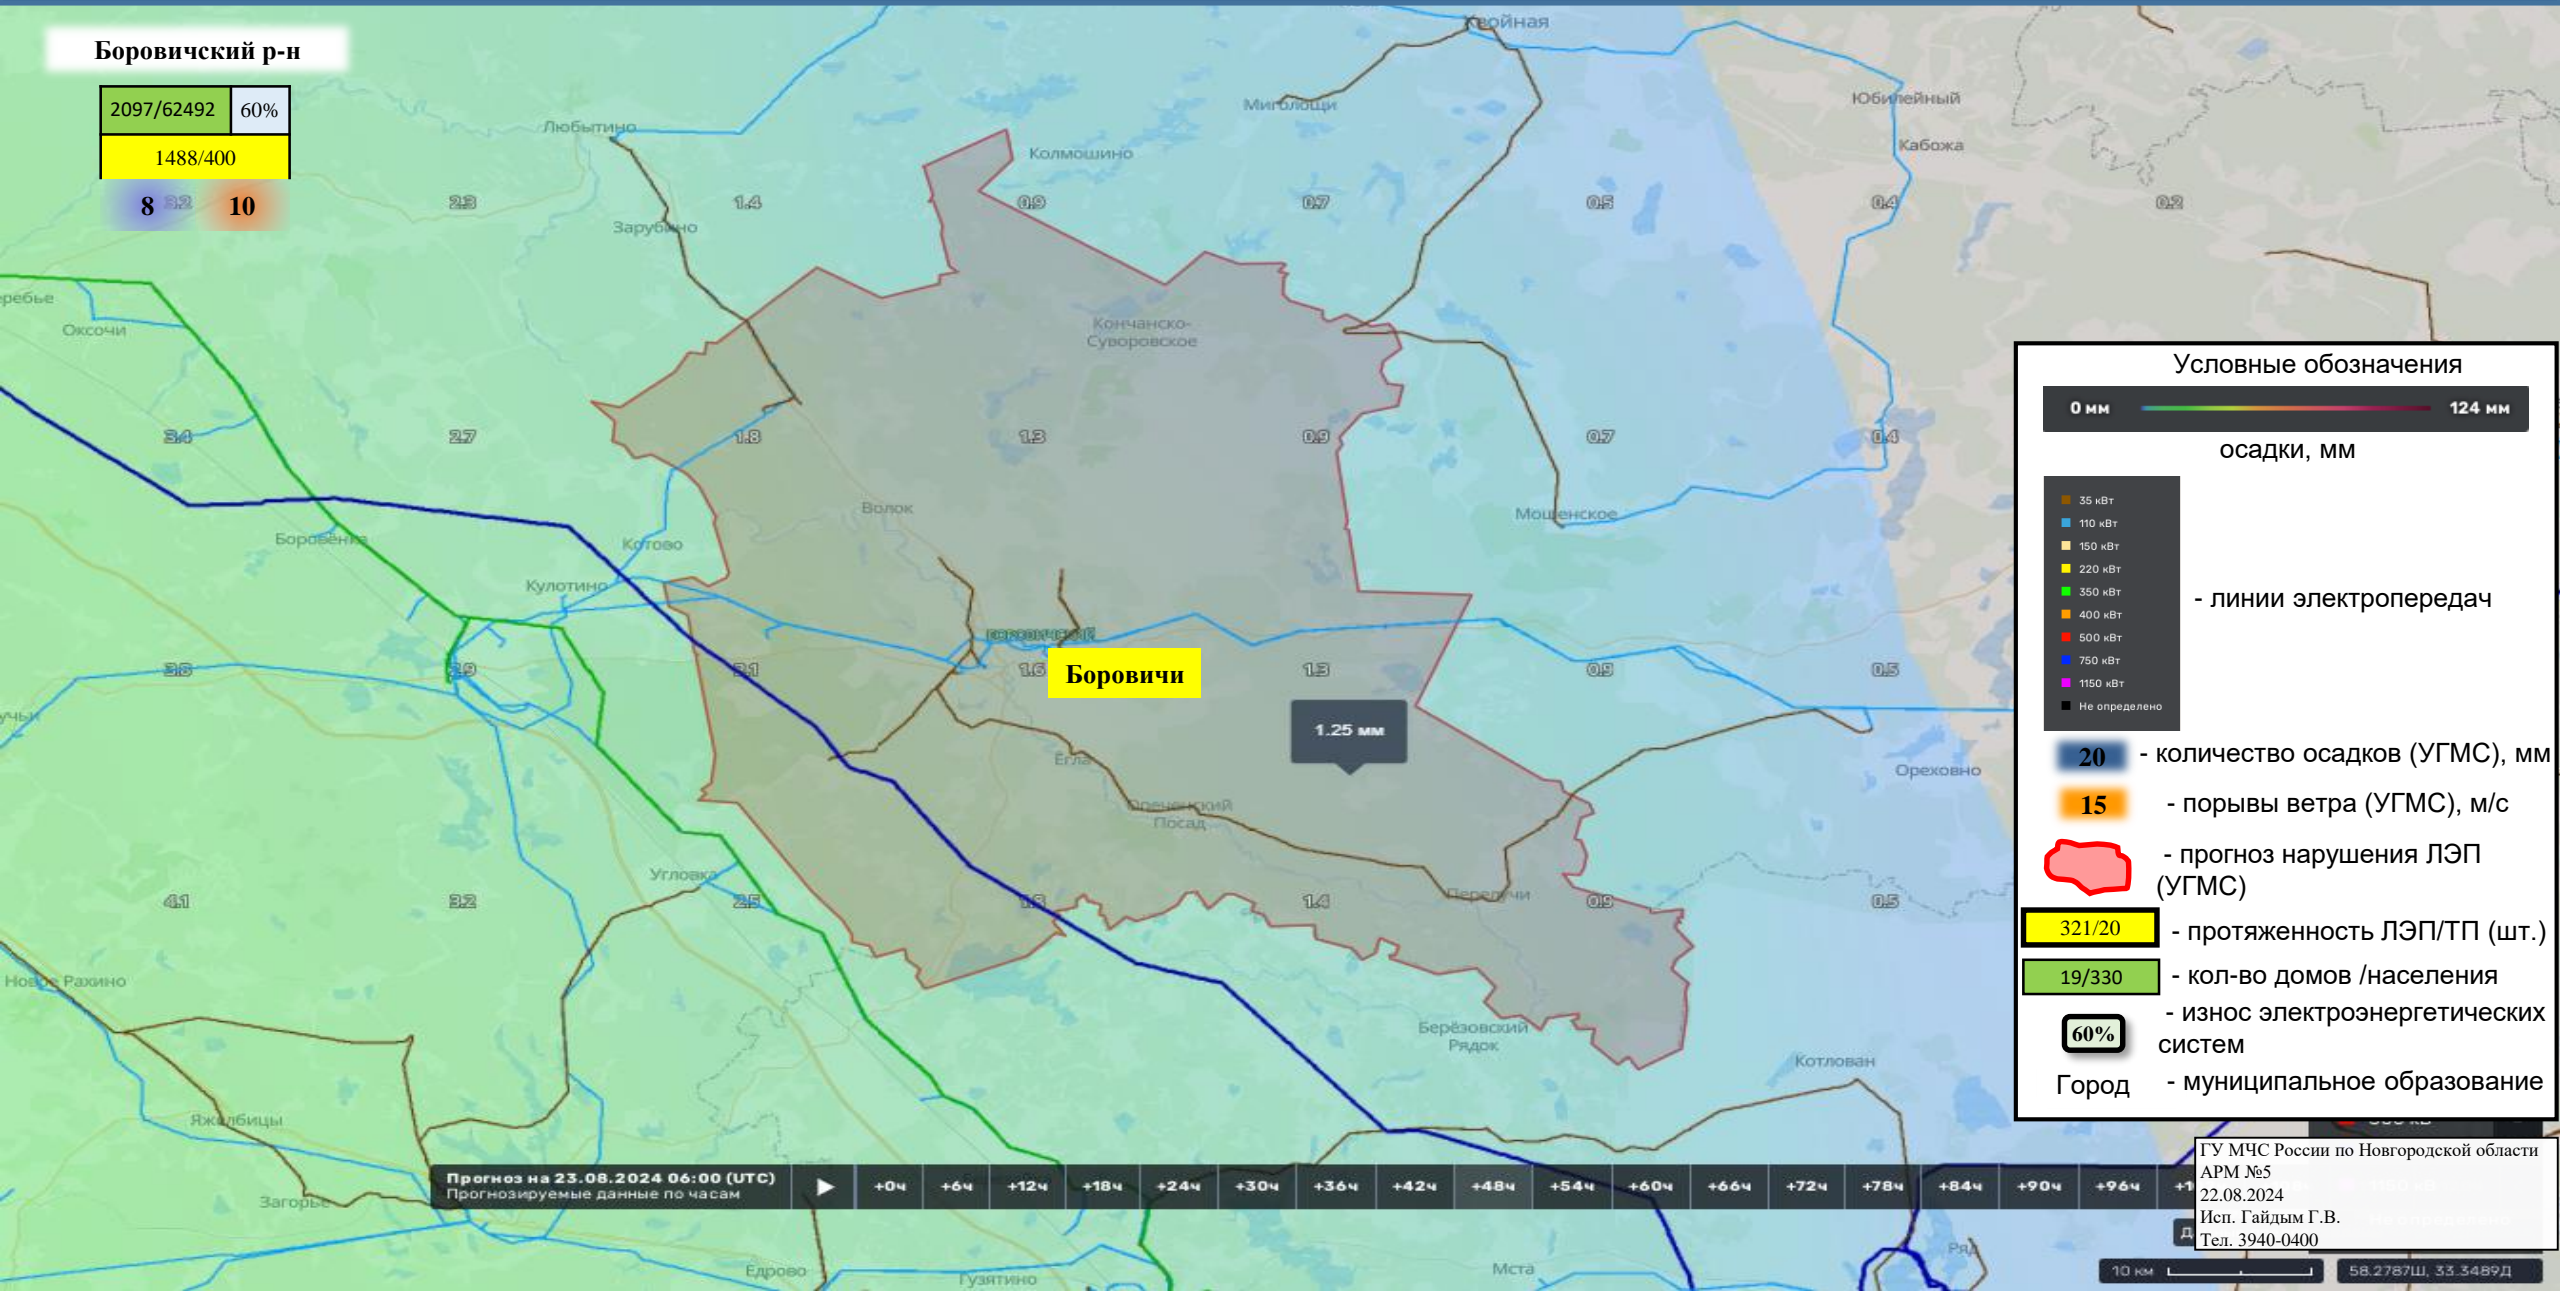 Хвойная
Боровичский р-н
2097/62492 60%
1488/400
8 3.2 10
Миголощи
Юбилейный
Любытино
Колмошино
Кабожа
2.3 1.4 0.9 0.7 0.5 0.4 0.2
Зарубино
Оксочи
Кончанско-
Суворовское
3.4 2.7 1.8 1.3 0.9 0.7 0.4
Волок
Мошенское
Боровёнка
Котово
Кулотино
БОРОВИЧСКИЙ
3.8 2.9 2.1 1.6 1.3 0.9 0.5
Боровичи
1.25 мм
Ёгла
Ореховно
Опеченский
Посад
Угловка
Передучи
4.1 3.2 2.5 1.8 1.4 0.9 0.5
Новое Рахино
Берёзовский
Рядок
Котлован
Яжелбицы
Загорье
Едрово
Гузятино
Мста
Ряд
Условные обозначения
0 мм 124 мм
осадки, мм
35 кВт
110 кВт
150 кВт
220 кВт
350 кВт
400 кВт
500 кВт
750 кВт
1150 кВт
Не определено
- линии электропередач
20 - количество осадков (УГМС), мм
15 - порывы ветра (УГМС), м/с
- прогноз нарушения ЛЭП
(УГМС)
321/20 - протяженность ЛЭП/ТП (шт.)
19/330 - кол-во домов /населения
60% - износ электроэнергетических
систем
Город - муниципальное образование
Прогноз на 23.08.2024 06:00 (UTC)
Прогнозируемые данные по часам
+0ч +6ч +12ч +18ч +24ч +30ч +36ч +42ч +48ч +54ч +60ч +66ч +72ч +78ч +84ч +90ч +96ч
ГУ МЧС России по Новгородской области
АРМ №5
22.08.2024
Исп. Гайдым Г.В.
Тел. 3940-0400
10 км
58.2787Ш, 33.3489Д